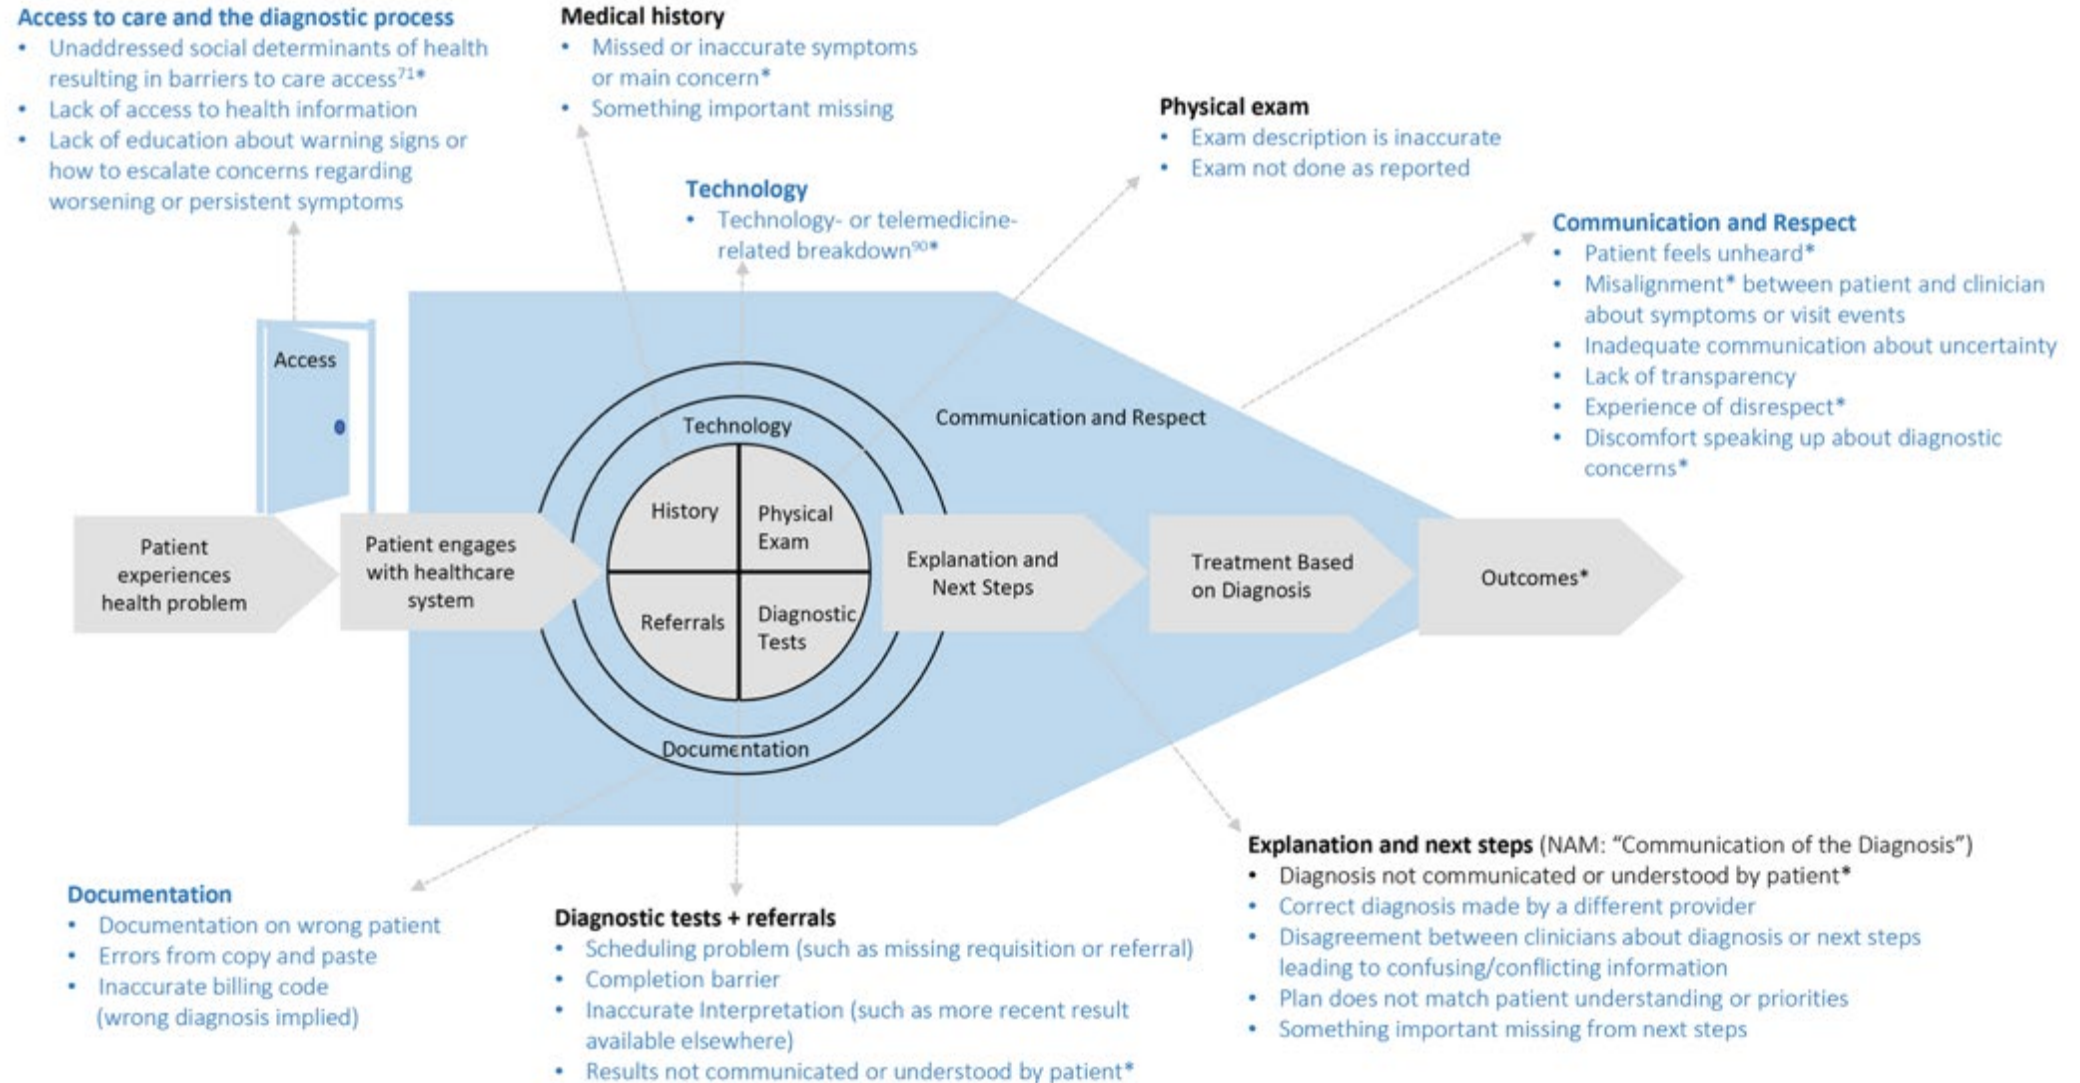 Access to care and the diagnostic process
• Unaddressed social determinants of health
resulting in barriers to care access71*
• Lack of access to health information
• Lack of education about warning signs or
how to escalate concerns regarding
worsening or persistent symptoms
Medical history
• Missed or inaccurate symptoms
or main concern*
• Something important missing
Technology
• Technology- or telemedicine-
related breakdown90*
Physical exam
• Exam description is inaccurate
• Exam not done as reported
Communication and Respect
• Patient feels unheard*
• Misalignment* between patient and clinician
about symptoms or visit events
• Inadequate communication about uncertainty
• Lack of transparency
• Experience of disrespect*
• Discomfort speaking up about diagnostic
concerns*
Access
Technology
Communication and Respect
Patient
experiences
health problem
Patient engages
with healthcare
system
History
Physical
Exam
Referrals
Diagnostic
Tests
Documentation
Explanation and
Next Steps
Treatment Based
on Diagnosis
Outcomes*
Documentation
• Documentation on wrong patient
• Errors from copy and paste
• Inaccurate billing code
(wrong diagnosis implied)
Diagnostic tests + referrals
• Scheduling problem (such as missing requisition or referral)
• Completion barrier
• Inaccurate Interpretation (such as more recent result
available elsewhere)
• Results not communicated or understood by patient*
Explanation and next steps (NAM: “Communication of the Diagnosis”)
• Diagnosis not communicated or understood by patient*
• Correct diagnosis made by a different provider
• Disagreement between clinicians about diagnosis or next steps
leading to confusing/conflicting information
• Plan does not match patient understanding or priorities
• Something important missing from next steps